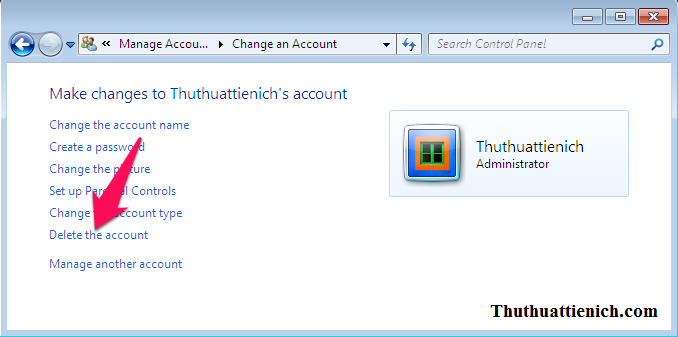 Manage Accou... Change an Account
Search Control Panel
Make changes to Thuthuattienich's account
Change the account name
Create a password
Change the picture
Set up Parental Controls
Change the account type
Delete the account
Manage another account
Thuthuattienich
Administrator
Thuthuattienich.com